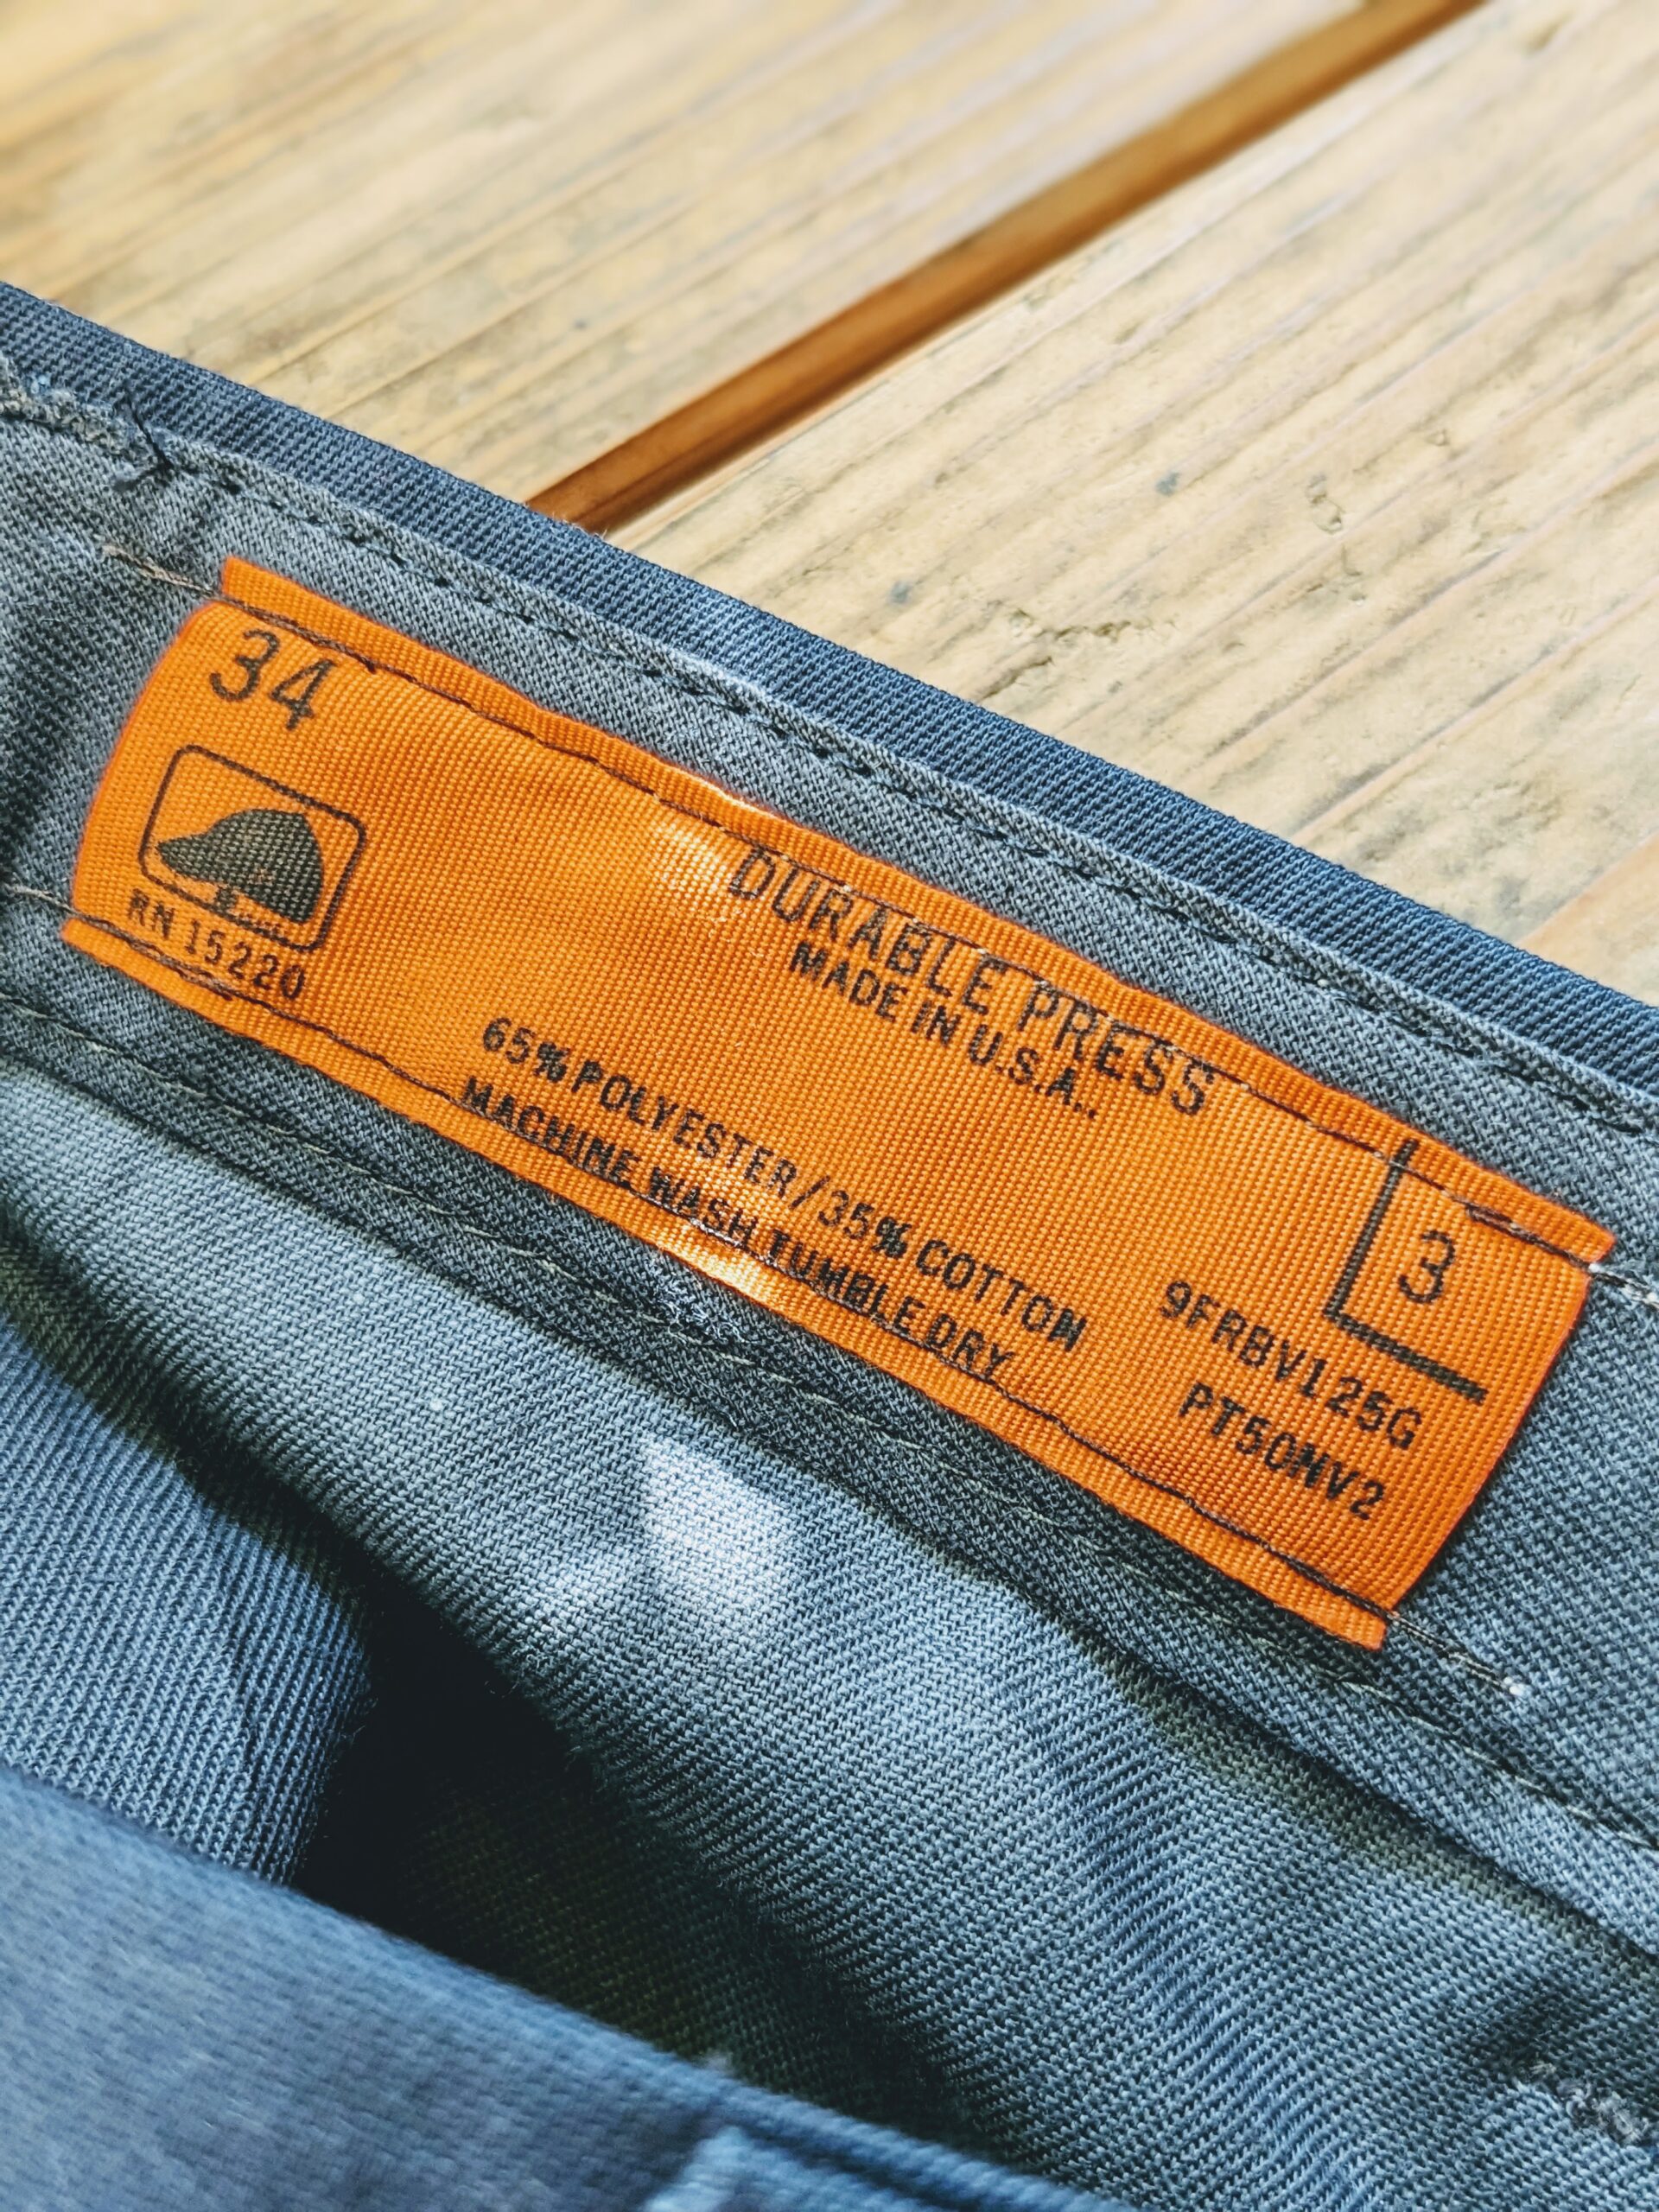 34
RN 15220
DURABLE PRESS
MADE IN U.S.A..
65% POLYESTER/35% COTTON
MACHINE WASH TUMBLE DRY
3
9FRBV125G
PT50NV2